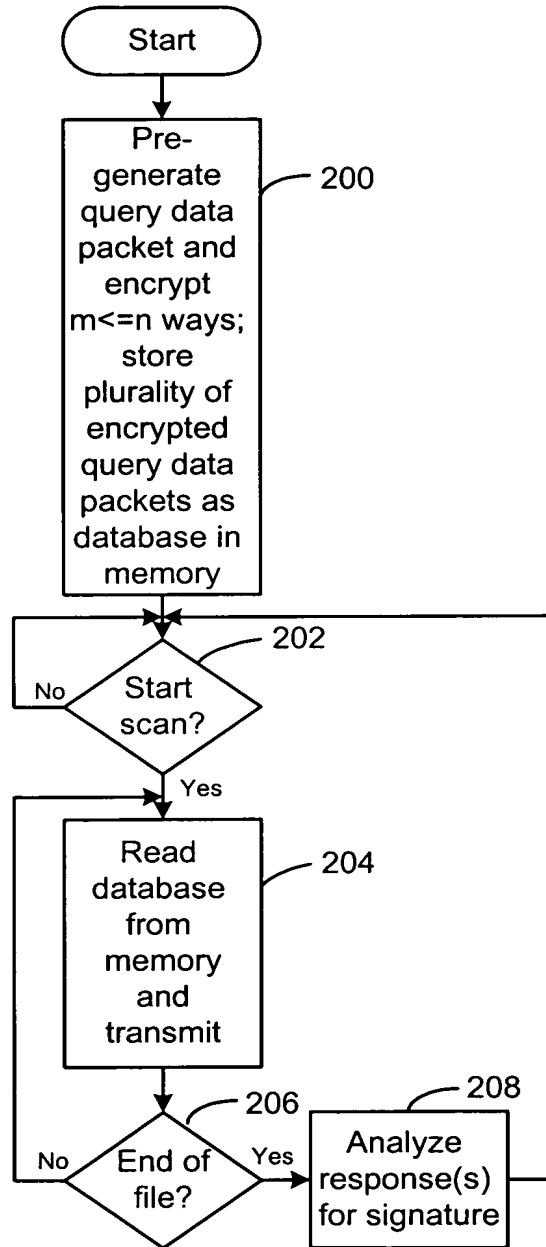 Start
Pre-
generate
query data
packet and
encrypt
m<=n ways;
store
plurality of
encrypted
query data
packets as
database in
memory
200
202
Start
scan?
No
Yes
Read
database
from
memory
and
transmit
204
206
End of
file?
No
Yes
208
Analyze
response(s)
for signature